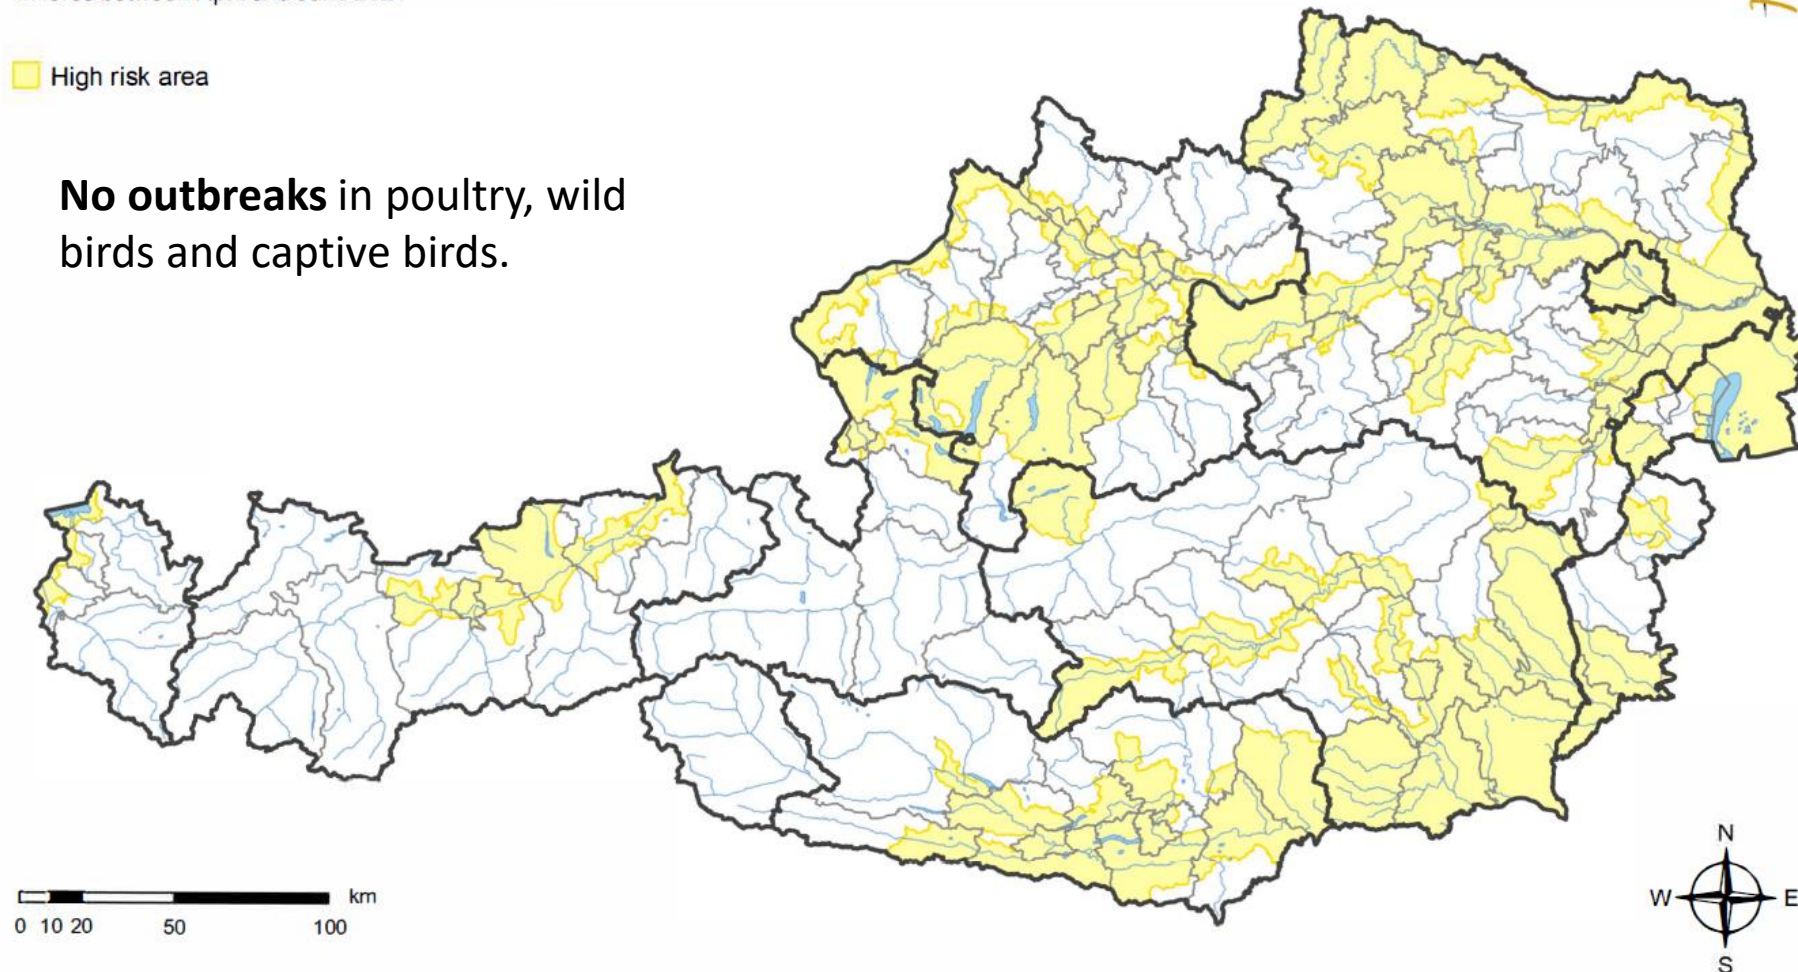 High risk area
No outbreaks in poultry, wild
birds and captive birds.
km
0 10 20 50 100
N
W E
S